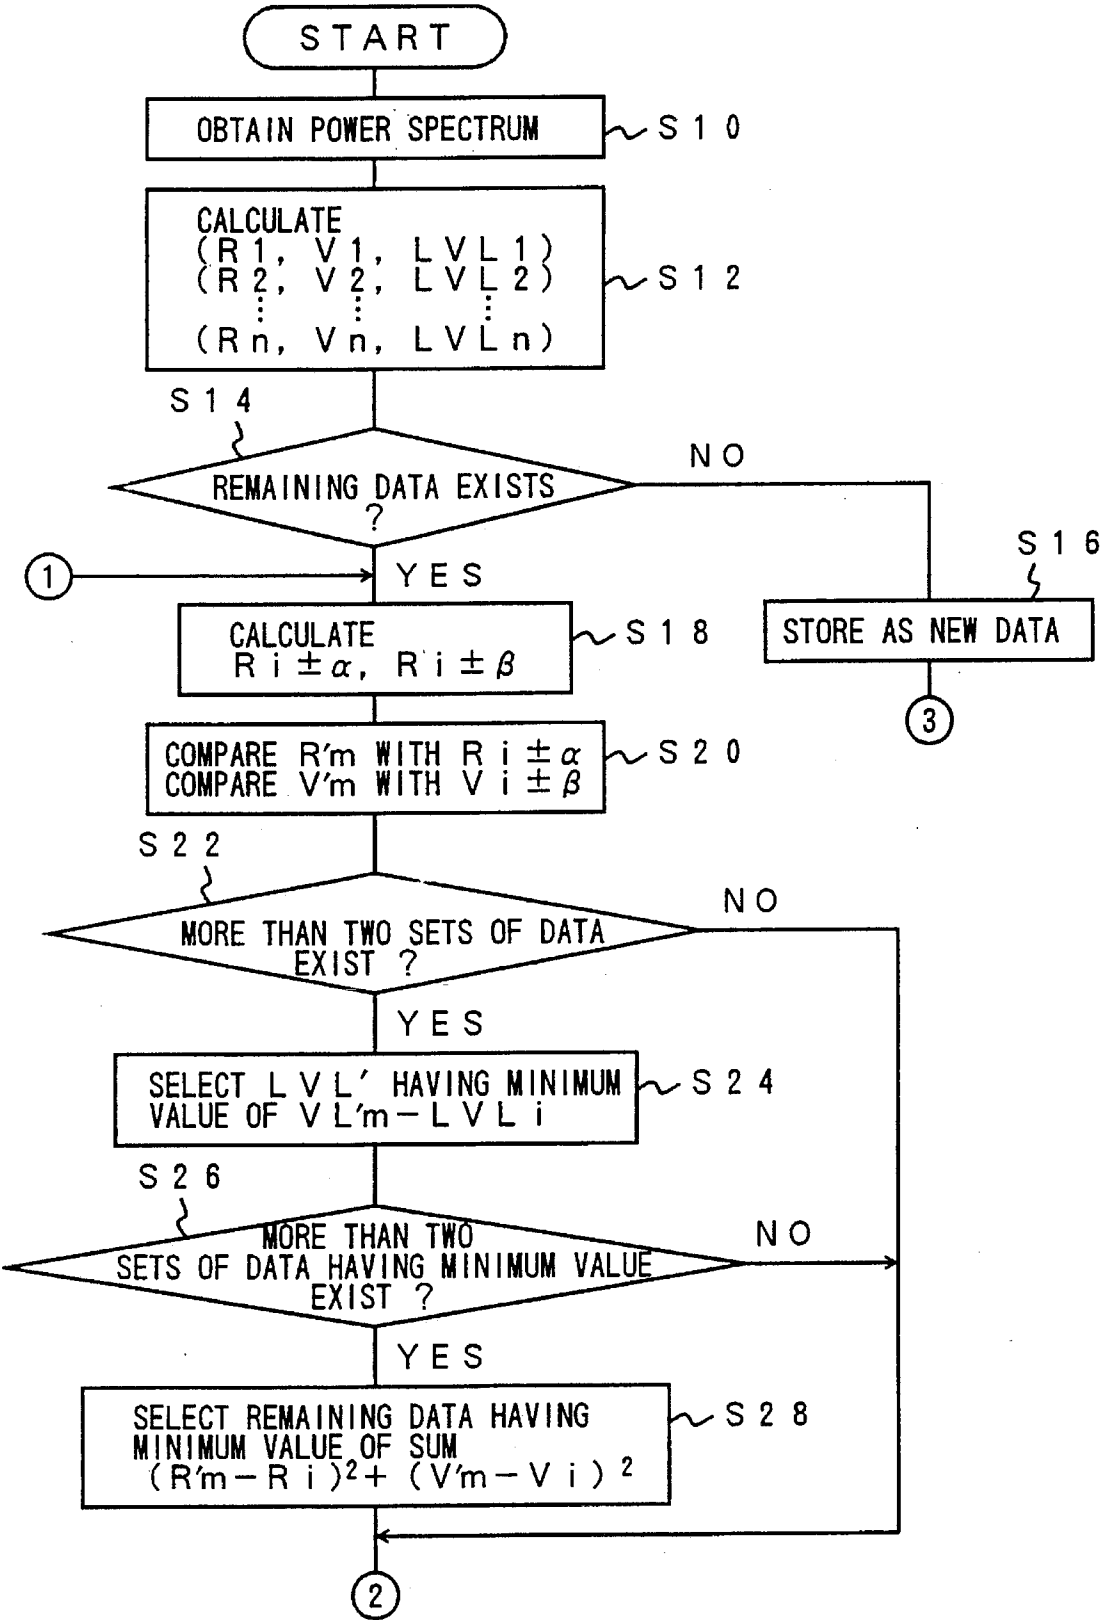 START
OBTAIN POWER SPECTRUM
S10
CALCULATE
(R1, V1, LVL1)
(R2, V2, LVL2)
(Rn, Vn, LVLn)
S12
S14
REMAINING DATA EXISTS
?
NO
S16
STORE AS NEW DATA
3
1
YES
CALCULATE
Ri±α, Ri±β
S18
COMPARE R'm WITH Ri±α
COMPARE V'm WITH Vi±β
S20
S22
MORE THAN TWO SETS OF DATA
EXIST ?
NO
YES
SELECT LVL' HAVING MINIMUM
VALUE OF VL'm-LVLi
S24
S26
MORE THAN TWO
SETS OF DATA HAVING MINIMUM VALUE
EXIST ?
NO
YES
SELECT REMAINING DATA HAVING
MINIMUM VALUE OF SUM
(R'm-Ri)²+ (V'm-Vi)²
S28
2